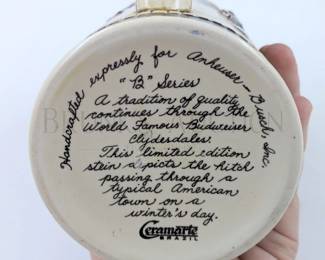 Handcrafted expressly for Anheuser-Busch, Inc.
"B" Series
A tradition of quality
continues through the
World Famous Budweiser
Clydesdales.
This limited edition
stein depicts the hitch
passing through a
typical American
town on a
winter's day.
Ceramarte
BRAZIL